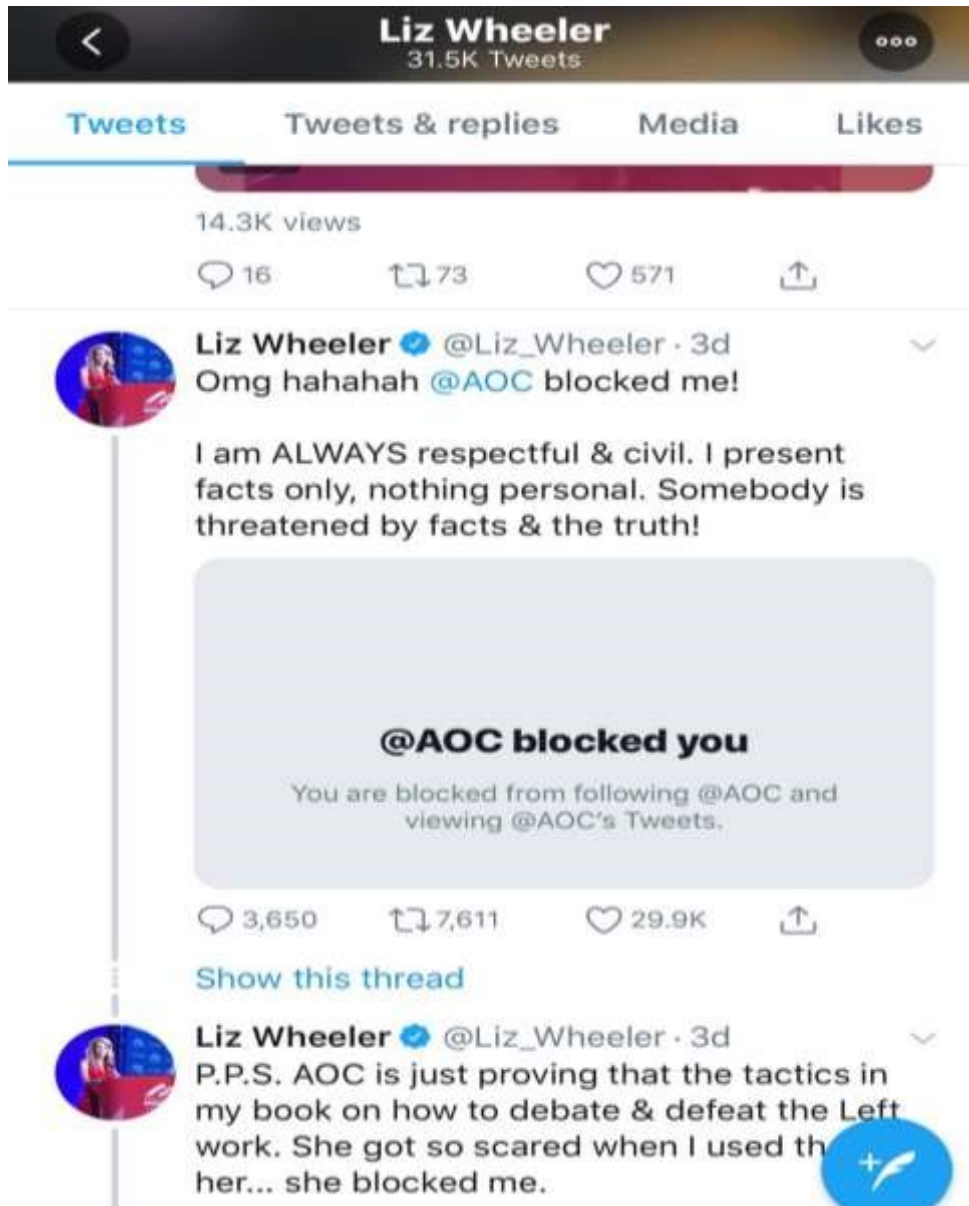 Liz Wheeler
31.5K Tweets
Tweets Tweets & replies Media Likes
14.3K views
16 73 571
Liz Wheeler @Liz_Wheeler · 3d
Omg hahahah @AOC blocked me!
I am ALWAYS respectful & civil. I present
facts only, nothing personal. Somebody is
threatened by facts & the truth!
@AOC blocked you
You are blocked from following @AOC and
viewing @AOC's Tweets.
3,650 7,611 29.9K
Show this thread
Liz Wheeler @Liz_Wheeler · 3d
P.P.S. AOC is just proving that the tactics in
my book on how to debate & defeat the Left
work. She got so scared when I used
her... she blocked me.